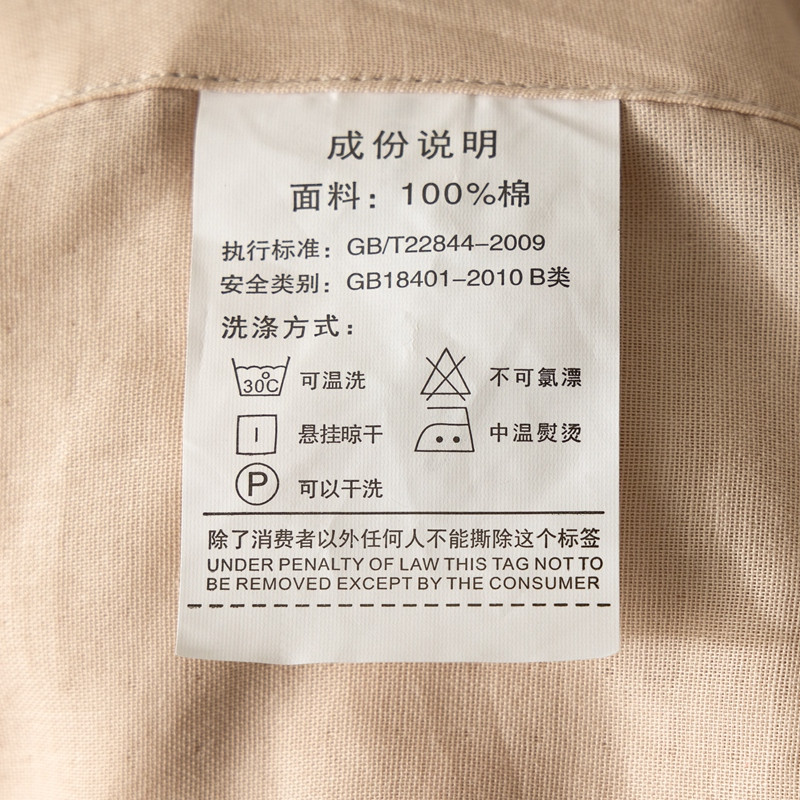 成份说明
面料：100%棉
执行标准：GB/T22844-2009
安全类别：GB18401-2010 B类
洗涤方式：
30℃ 可温洗 不可氯漂
悬挂晾干 中温熨烫
P 可以干洗
除了消费者以外任何人不能撕除这个标签
UNDER PENALTY OF LAW THIS TAG NOT TO
BE REMOVED EXCEPT BY THE CONSUMER